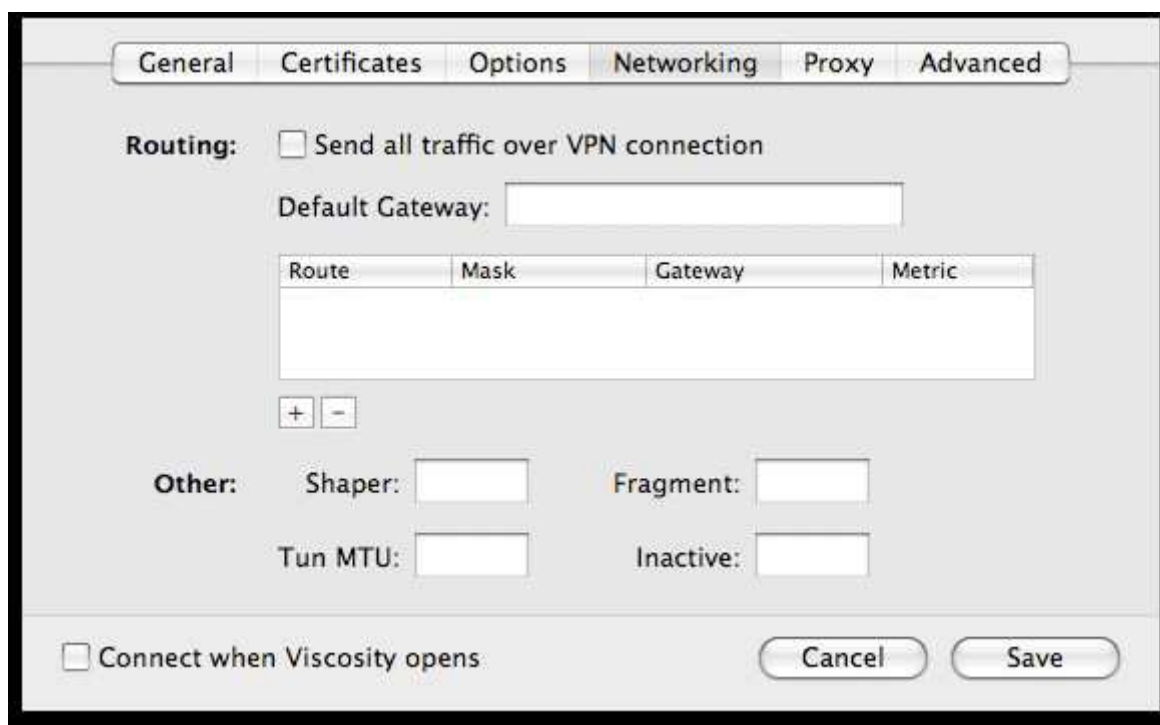 General Certificates Options Networking Proxy Advanced
Routing: Send all traffic over VPN connection
Default Gateway:
Route Mask Gateway Metric
+ -
Other: Shaper: Fragment:
Tun MTU: Inactive:
Connect when Viscosity opens Cancel Save